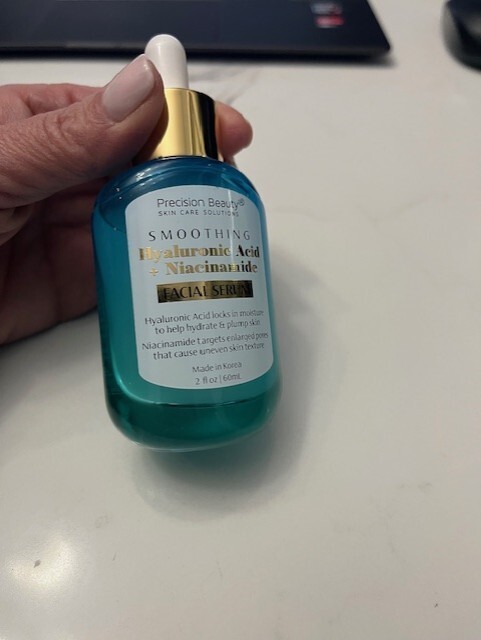 Precision Beauty®
SKIN CARE SOLUTIONS
SMOOTHING
Hyaluronic Acid
+ Niacinamide
FACIAL SERUM
Hyaluronic Acid locks in moisture
to help hydrate & plump skin
Niacinamide targets enlarged pores
that cause uneven skin texture
Made in Korea
2 fl oz | 60mL